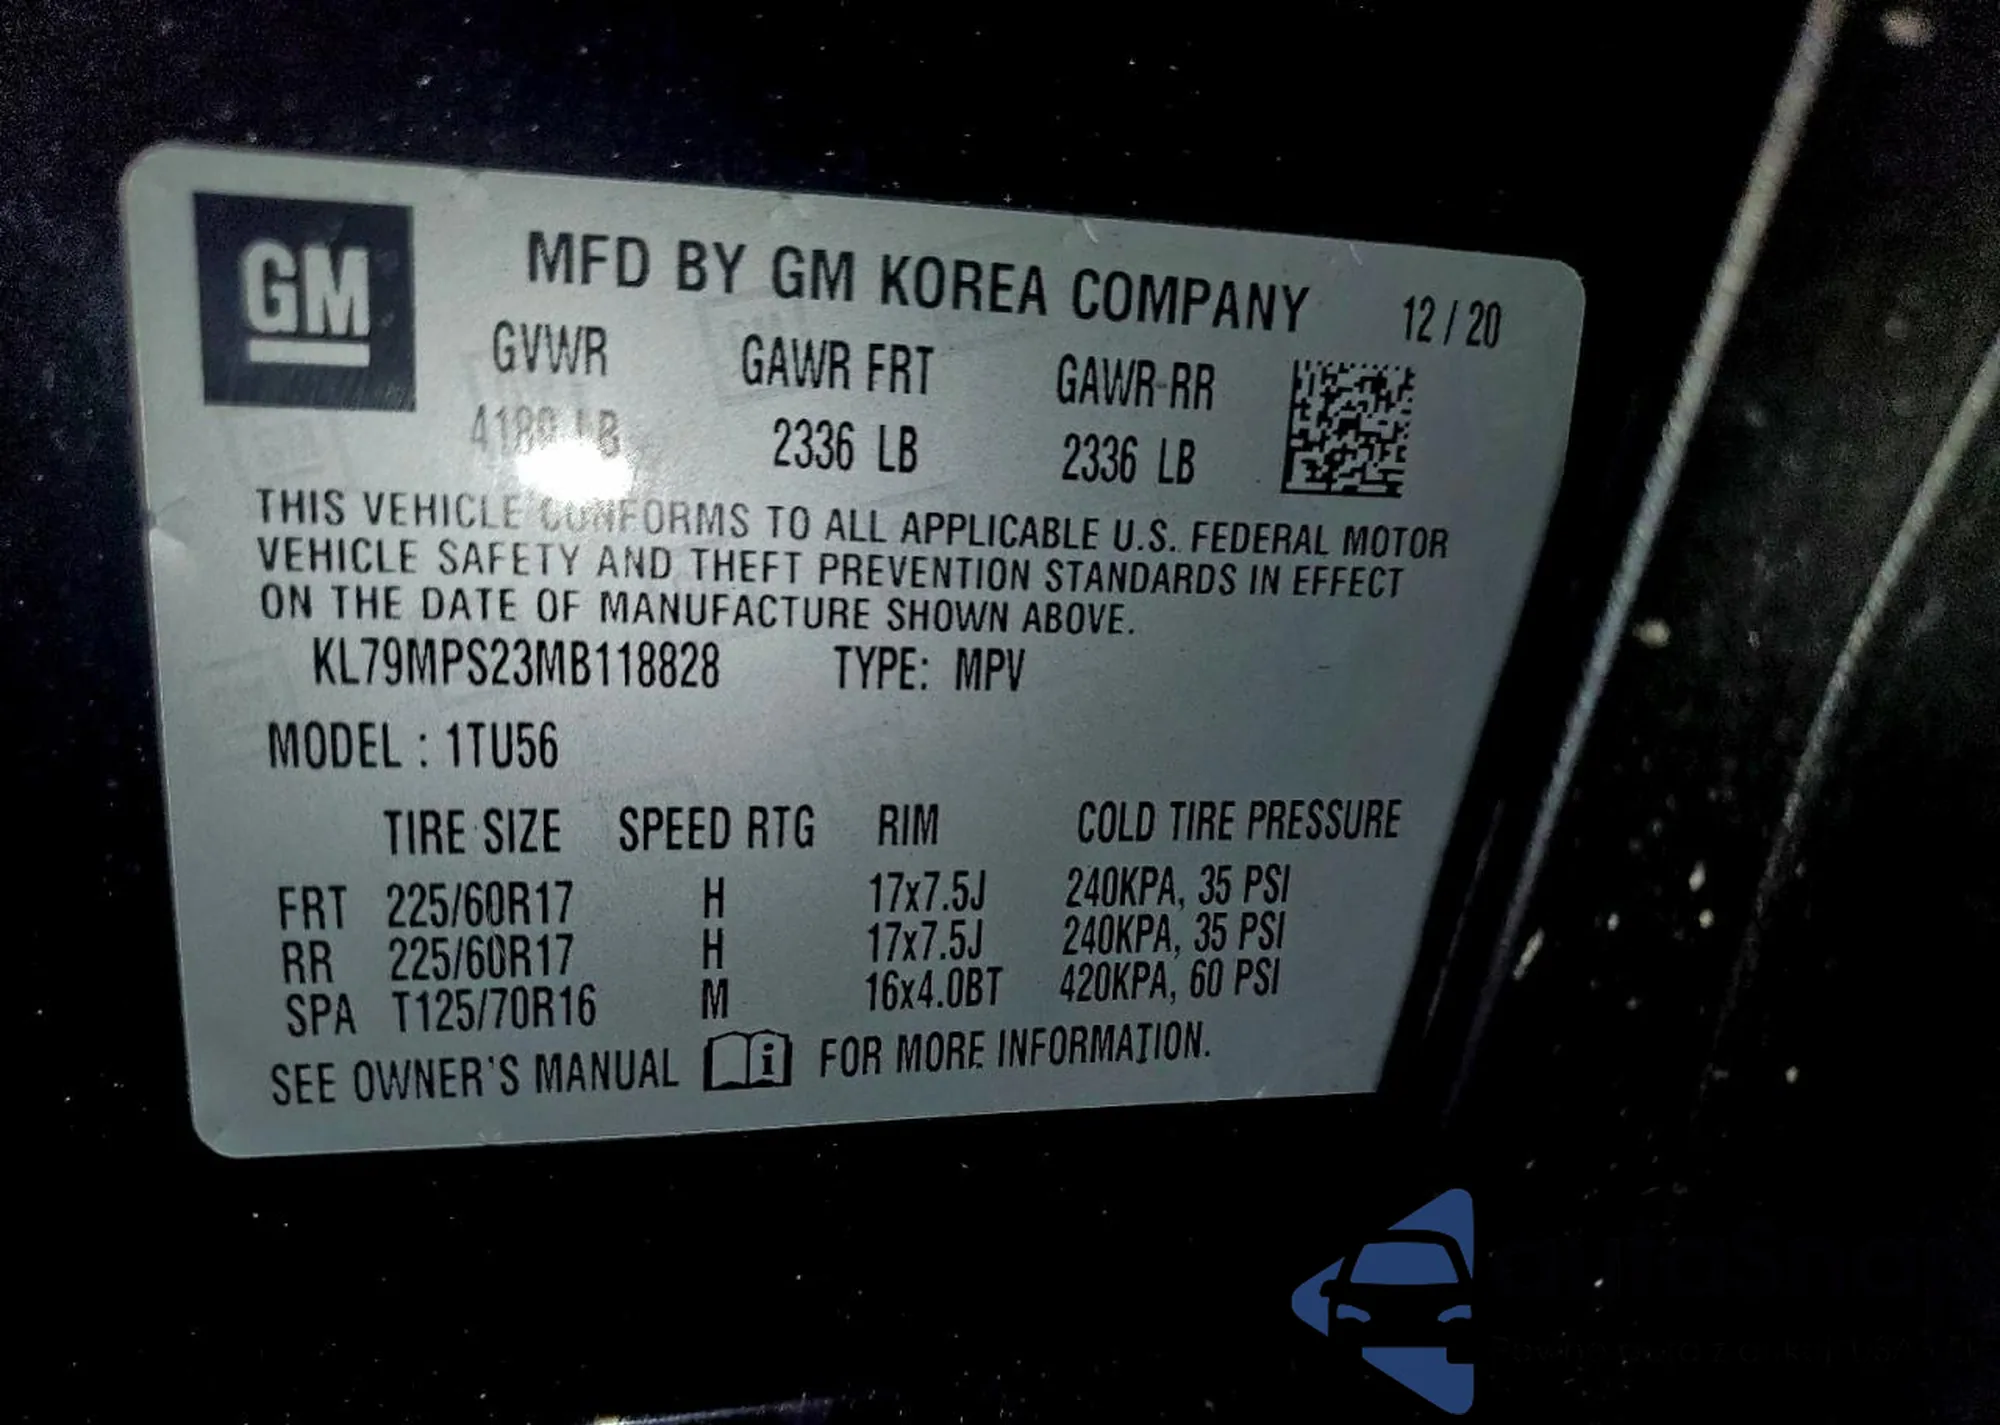 GM
MFD BY GM KOREA COMPANY 12 / 20
GVWR GAWR FRT GAWR-RR
LB 2336 LB 2336 LB
THIS VEHICLE CONFORMS TO ALL APPLICABLE U.S. FEDERAL MOTOR
VEHICLE SAFETY AND THEFT PREVENTION STANDARDS IN EFFECT
ON THE DATE OF MANUFACTURE SHOWN ABOVE.
KL79MPS23MB118828 TYPE: MPV
MODEL : 1TU56
TIRE SIZE SPEED RTG RIM COLD TIRE PRESSURE
FRT 225/60R17 H 17x7.5J 240KPA, 35 PSI
RR 225/60R17 H 17x7.5J 240KPA, 35 PSI
SPA T125/70R16 M 16x4.0BT 420KPA, 60 PSI
SEE OWNER'S MANUAL i FOR MORE INFORMATION.